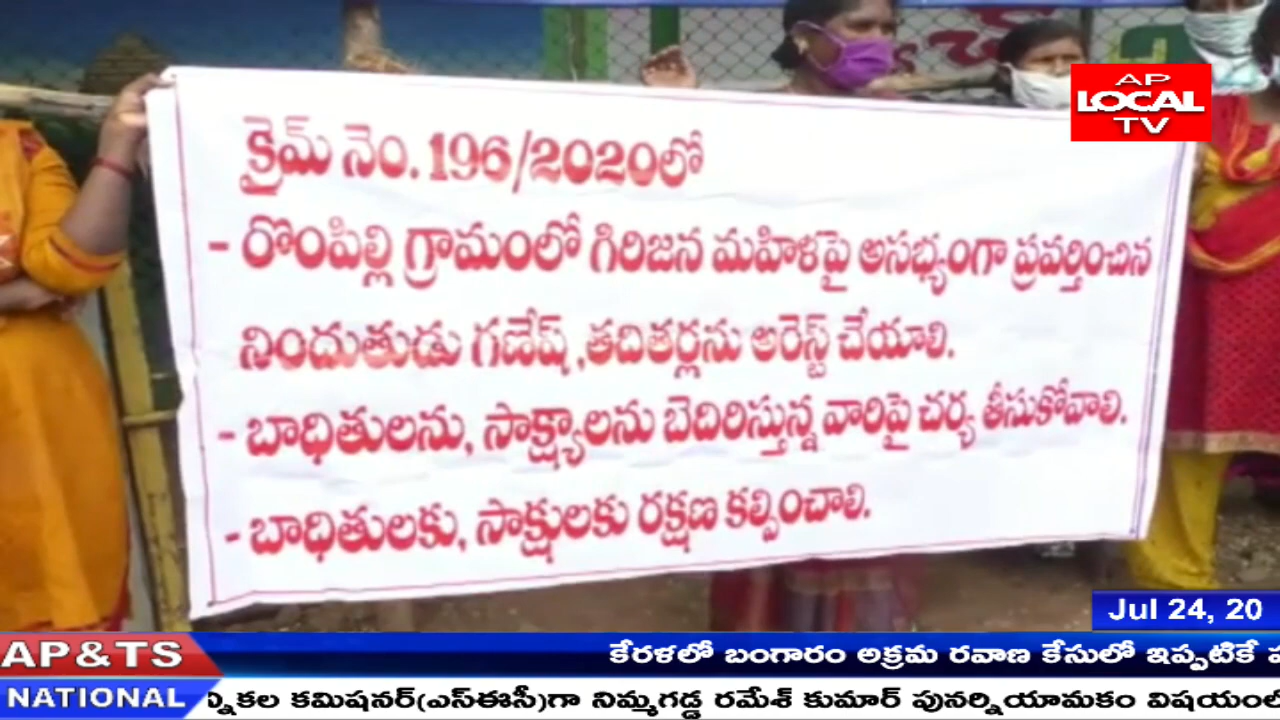 AP
LOCAL
TV
క్రైమ్ నెం. 196/2020లో
- రొంపిల్లి గ్రామంలో గిరిజన మహిళపై అసభ్యంగా ప్రవర్తించిన
నిందుతుడు గణేష్ ,తదితర్లను అరెస్ట్ చేయాలి.
- బాధితులను, సాక్ష్యాలను బెదిరిస్తున్న వారిపై చర్య తీసుకోవాలి.
- బాధితులకు, సాక్షులకు రక్షణ కల్పించాలి.
Jul 24, 20
AP&TS కేరళలో బంగారం అక్రమ రవాణ కేసులో ఇప్పటికే
NATIONAL న్నికల కమిషనర్(ఎస్ఈసీ)గా నిమ్మగడ్డ రమేశ్ కుమార్ పునర్నియామకం విషయంల